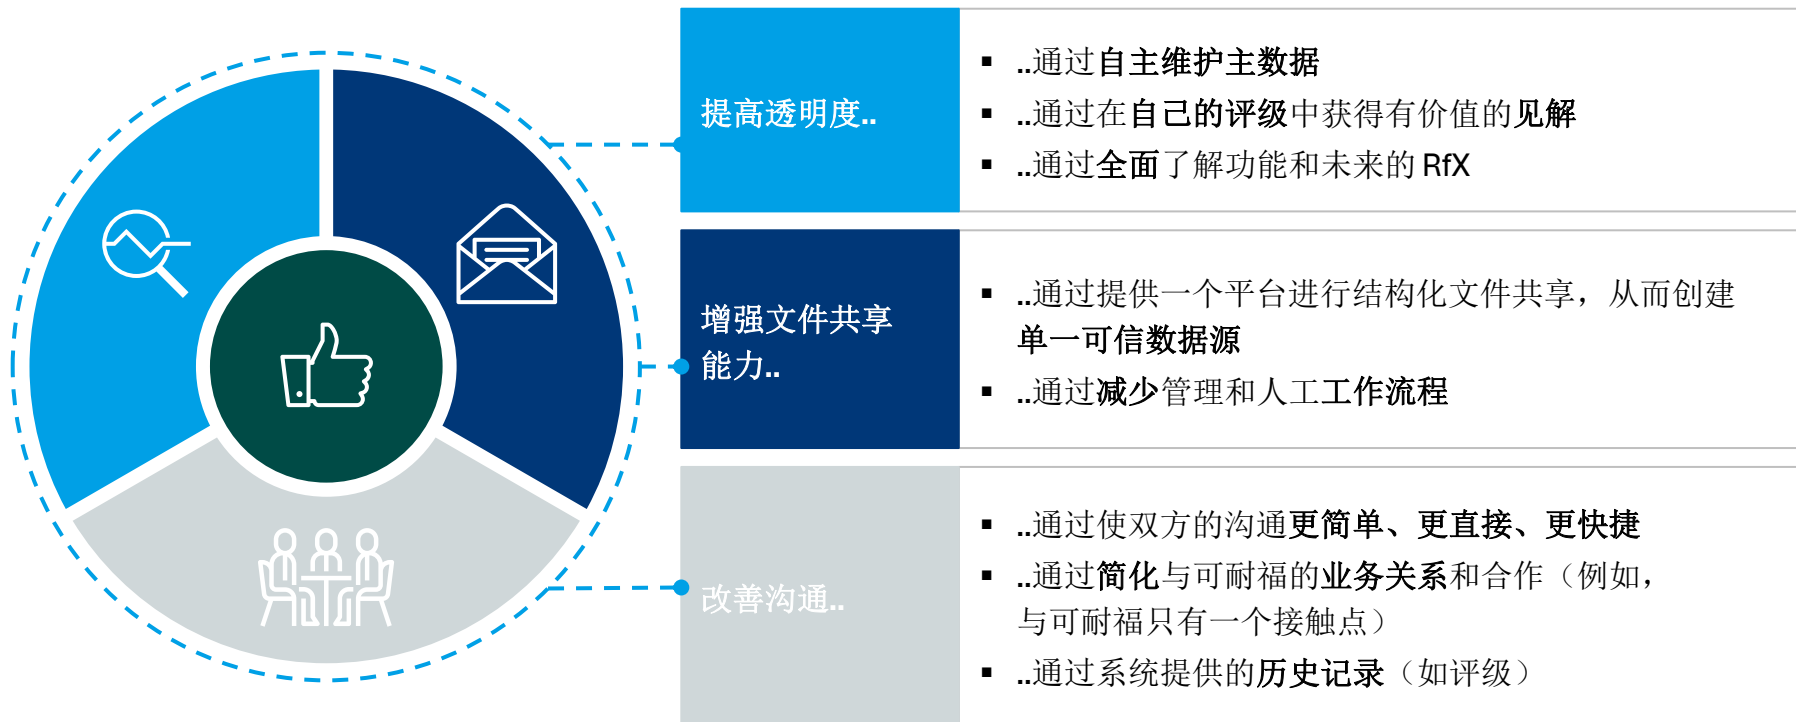 提高透明度..
..通过自主维护主数据
..通过在自己的评级中获得有价值的见解
..通过全面了解功能和未来的 RfX
增强文件共享
能力..
..通过提供一个平台进行结构化文件共享，从而创建
单一可信数据源
..通过减少管理和人工工作流程
改善沟通..
..通过使双方的沟通更简单、更直接、更快捷
..通过简化与可耐福的业务关系和合作（例如，
与可耐福只有一个接触点）
..通过系统提供的历史记录（如评级）